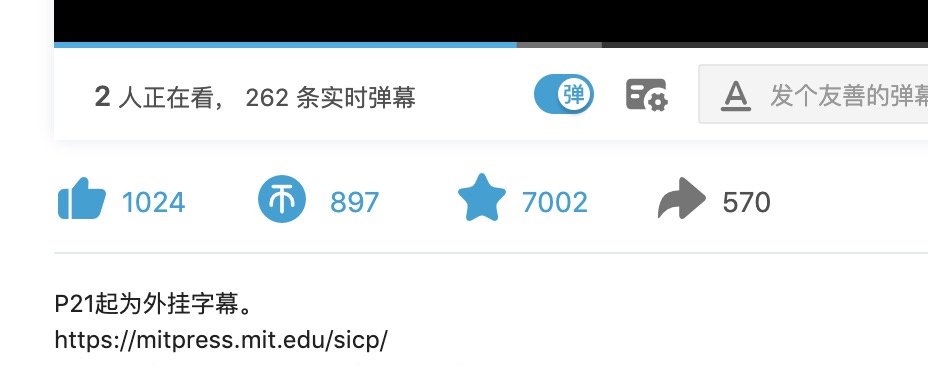 2 人正在看， 262 条实时弹幕
弹
A 发个友善的弹幕
1024 897 7002 570
P21起为外挂字幕。
https://mitpress.mit.edu/sicp/